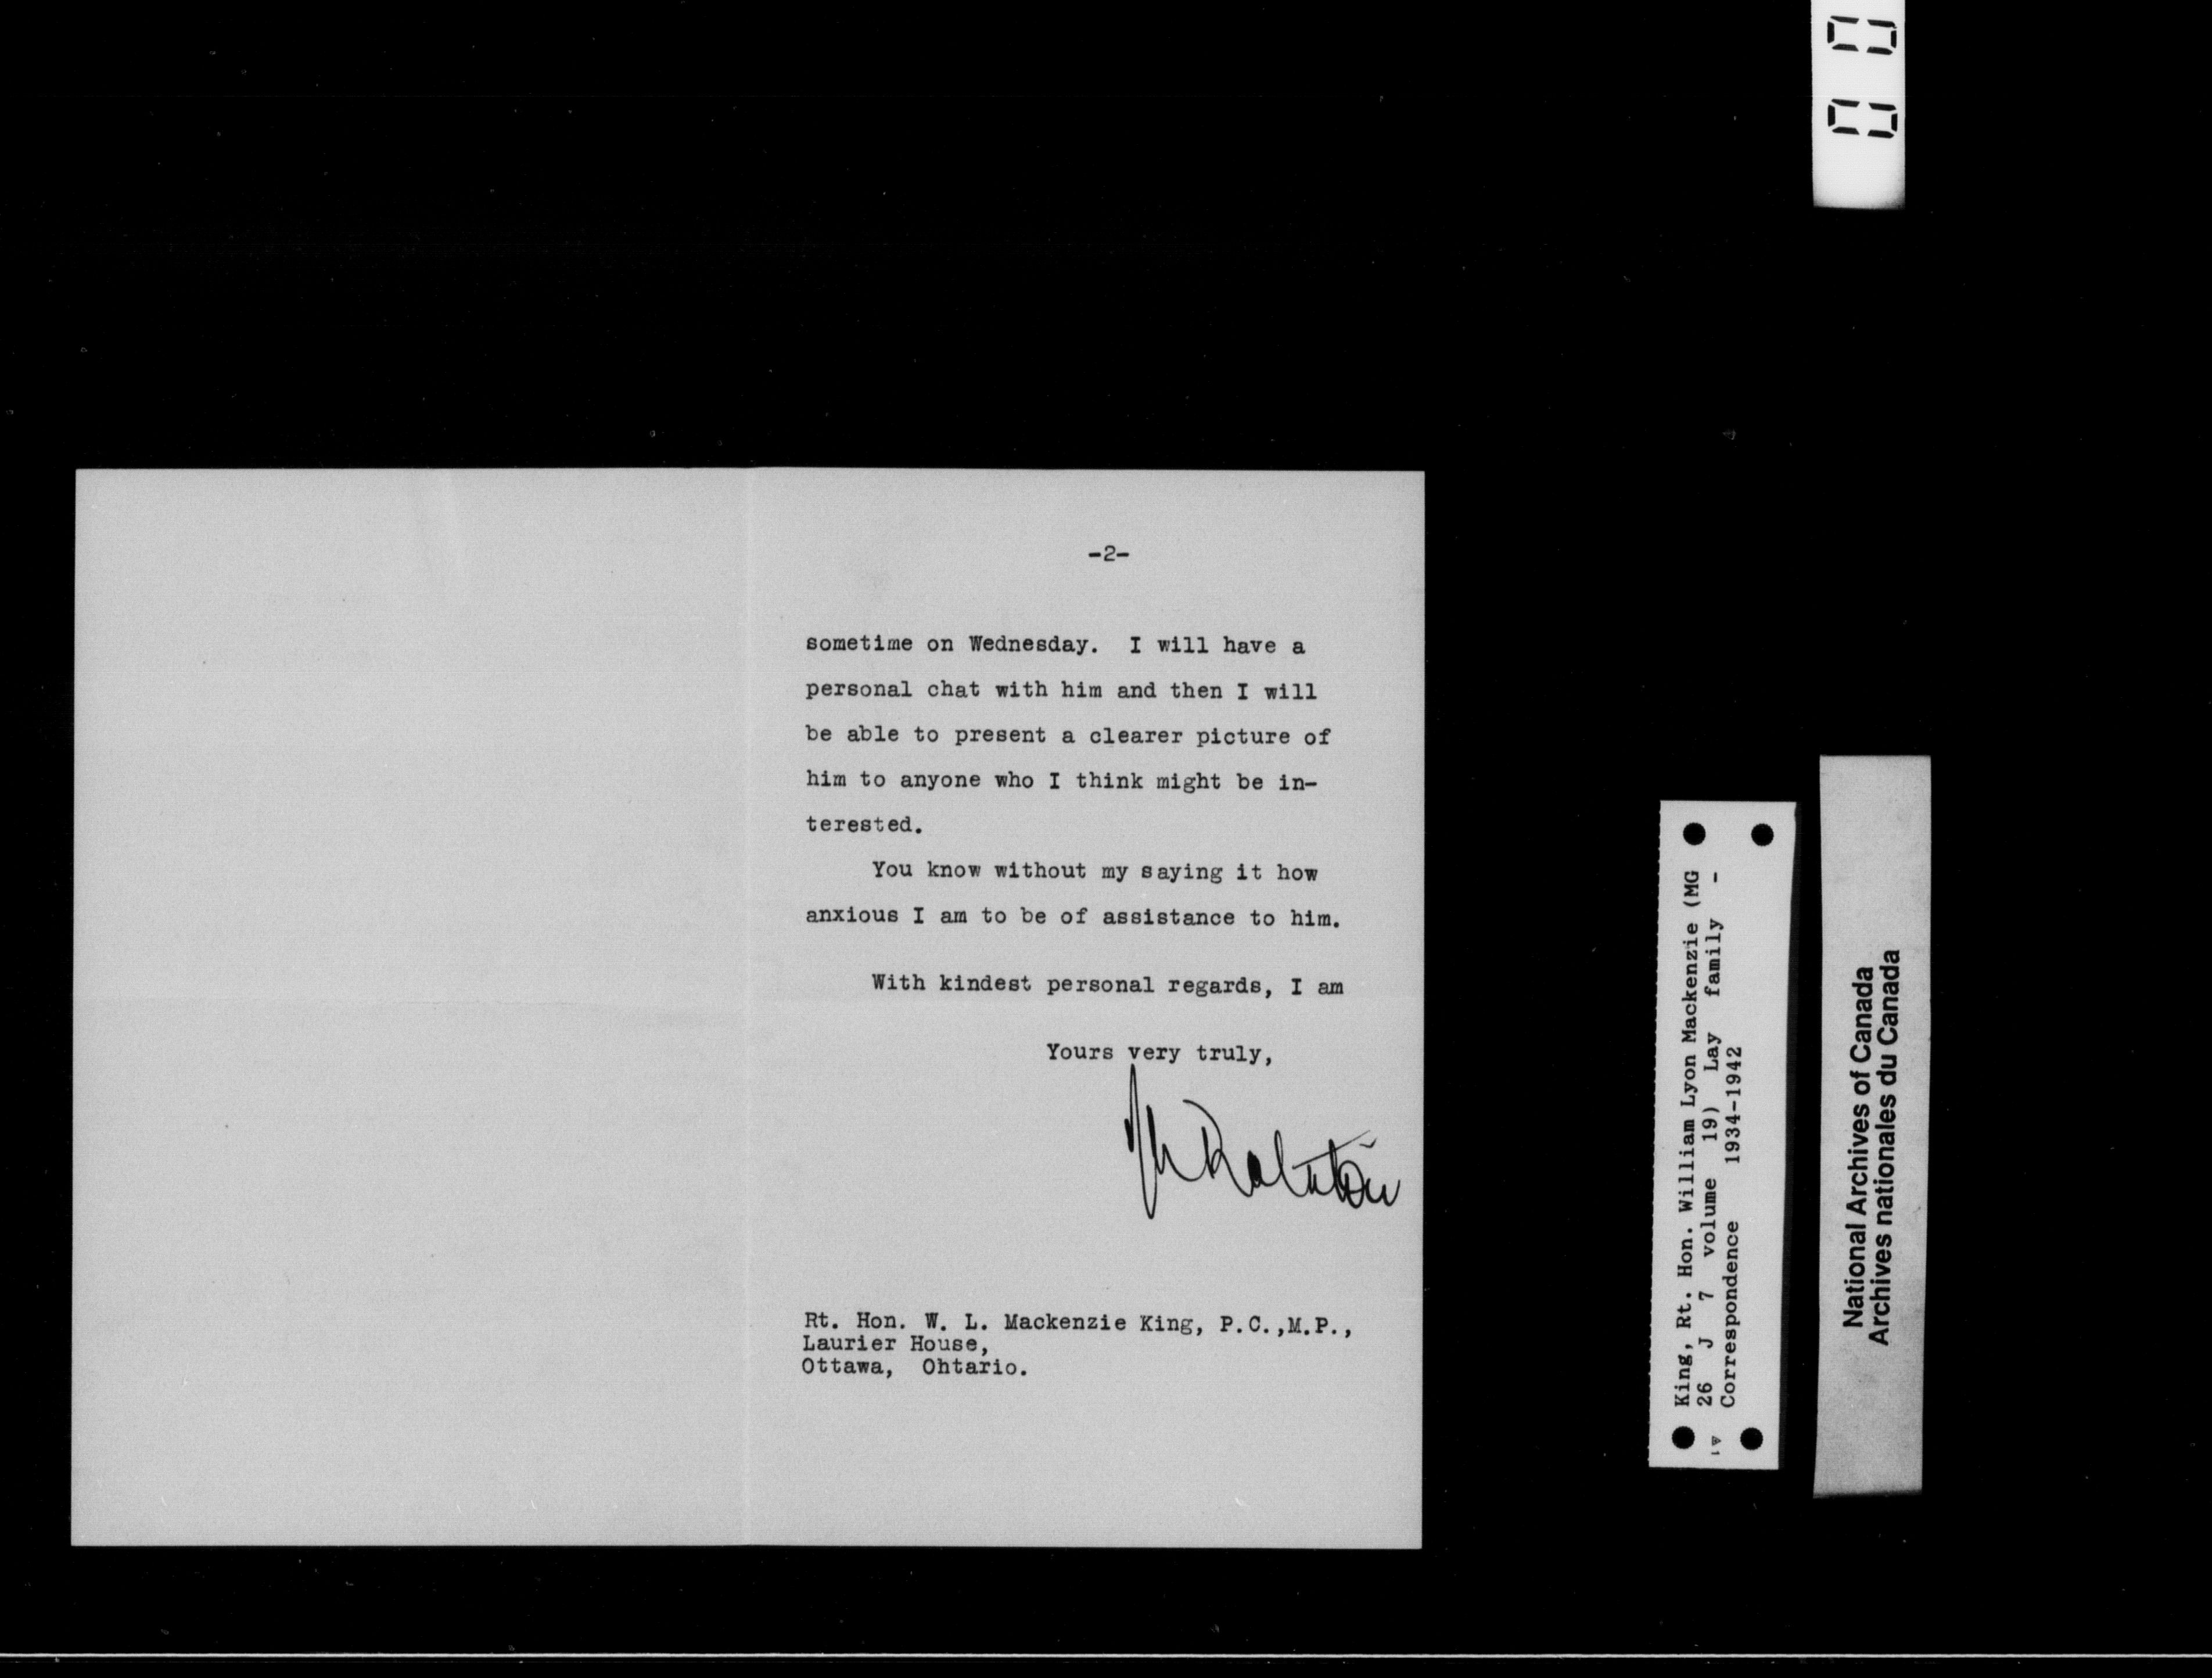 -2-
sometime on Wednesday. I will have a
personal chat with him and then I will
be able to present a clearer picture of
him to anyone who I think might be in-
terested.
You know without my saying it how
anxious I am to be of assistance to him.
With kindest personal regards, I am
Yours very truly,
Ralston
Rt. Hon. W. L. Mackenzie King, P.C.,M.P.,
Laurier House,
Ottawa, Ohtario.
King, Rt. Hon. William Lyon Mackenzie (MG
26 J 7 volume 19) Lay family -
Correspondence 1934-1942
National Archives of Canada
Archives nationales du Canada
00